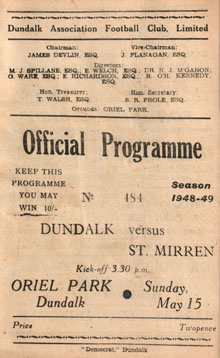 Dundalk Association Football Club, Limited
Chairman: Vice-Chairman:
JAMES DEVLIN, ESQ. J. FLANAGAN, ESQ.
Directors:
M. J. SPILLANE, ESQ.; E. WELCH, ESQ.; DR. N. J. M'GAHON;
G. WARE, ESQ.; E. RICHARDSON, ESQ.; B. O'H. KENNEDY, ESQ.
Hon. Treasurer: Hon. Secretary:
T. WALSH, ESQ. B. R. PROLE, ESQ.
Grounds: ORIEL PARK.
Official Programme
KEEP THIS
PROGRAMME
YOU MAY
WIN 10/-
No 484
Season
1948-49
DUNDALK versus
ST. MIRREN
Kick-off 3.30 p.m.
ORIEL PARK Sunday,
Dundalk May 15
Price Twopence
"Democrat," Dundalk